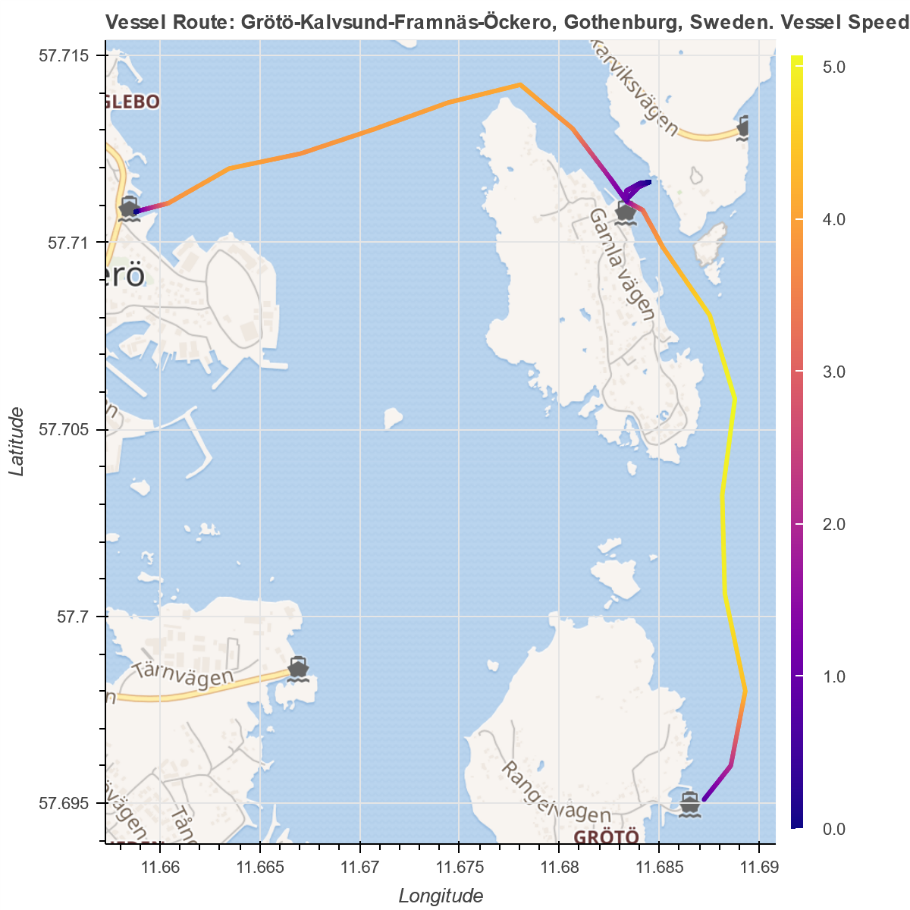 Vessel Route: Grötö-Kalvsund-Framnäs-Öckero, Gothenburg, Sweden. Vessel Speed
57.715
57.71
57.705
57.7
57.695
Latitude
GLEBO
erö
Karviksvägen
Gamla vägen
n
Tärnvägen
n
vägen
Tån
Rangelvägen
GRÖTÖ
11.66
11.665
11.67
11.675
11.68
11.685
11.69
Longitude
5.0
4.0
3.0
2.0
1.0
0.0